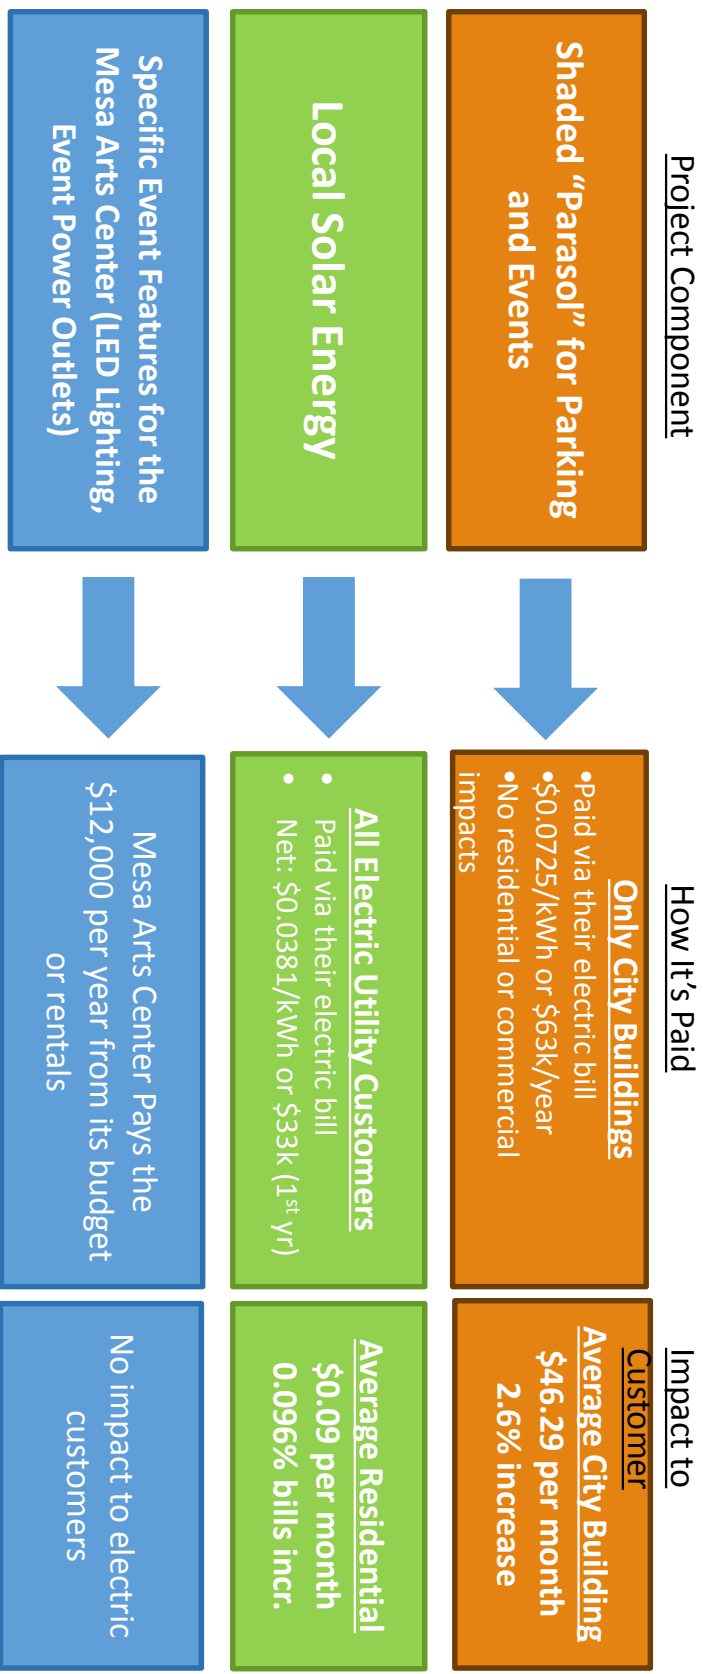 Project Component
How It's Paid
Impact to
Customer
Shaded “Parasol” for Parking
and Events
Only City Buildings
•Paid via their electric bill
•$0.0725/kWh or $63k/year
•No residential or commercial
impacts
Average City Building
$46.29 per month
2.6% increase
Local Solar Energy
All Electric Utility Customers
• Paid via their electric bill
• Net: $0.0381/kWh or $33k (1st yr)
Average Residential
$0.09 per month
0.096% bills incr.
Specific Event Features for the
Mesa Arts Center (LED Lighting,
Event Power Outlets)
Mesa Arts Center Pays the
$12,000 per year from its budget
or rentals
No impact to electric
customers